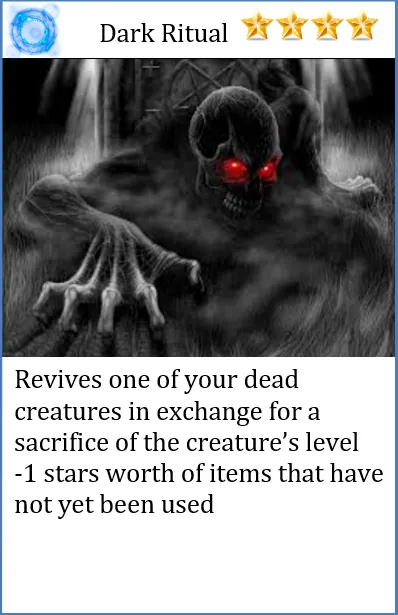 Dark Ritual
Revives one of your dead
creatures in exchange for a
sacrifice of the creature’s level
-1 stars worth of items that have
not yet been used